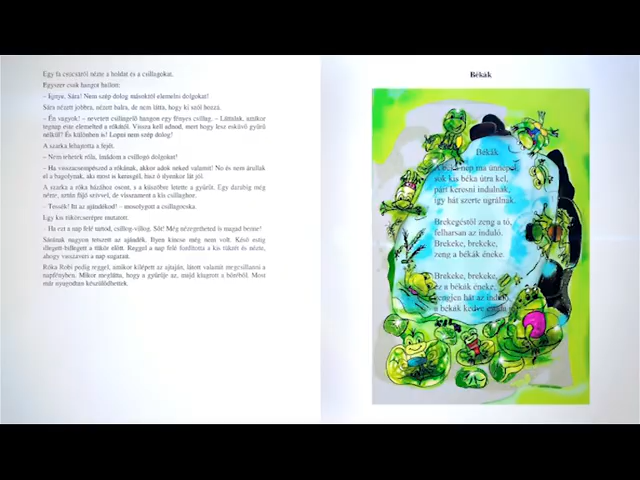 Egy fa csúcsáról nézte a holdat és a csillagokat.
Egyszer csak hangot hallott:
– Ejnye, Sára! Nem szép dolog másoktól elemelni dolgokat!
Sára nézett jobbra, nézett balra, de nem látta, hogy ki szól hozzá.
– Én vagyok! – nevetett csilingelő hangon egy fényes csillag. – Láttalak, amikor
tegnap este elemelted a rókától. Vissza kell adnod, mert hogy lesz esküvő gyűrű
nélkül? És különben is! Lopni nem szép dolog!
A szarka lehajtotta a fejét.
– Nem tehetek róla, imádom a csillogó dolgokat!
– Ha visszacsempészed a rókának, akkor adok neked valamit! No és nem árullak
el a bagolynak, aki most is keresgél, hisz ő ilyenkor lát jól.
A szarka a róka házához osont, s a küszöbre tette a gyűrűt. Egy darabig még
nézte, aztán fájó szívvel, de visszament a kis csillaghoz.
– Tessék! Itt az ajándékod! – mosolygott a csillagocska.
Egy kis tükörcserépre mutatott.
– Ha ezt a nap felé tartod, csillog-villog. Sőt! Még nézegetheted is magad benne!
Sárának nagyon tetszett az ajándék. Ilyen kincse még nem volt. Késő estig
illegett-billegett a tükör előtt. Reggel a nap felé fordította a kis tükröt és nézte,
ahogy visszaveri a nap sugarait.
Róka Robi pedig reggel, amikor kilépett az ajtaján, látott valamit megcsillanni a
napfényben. Mikor meglátta, hogy a gyűrűje az, majd kiugrott a bőréből. Most
már nyugodtan készülődhettek.
Békák
Békák
nép ma ünnepel,
sok kis béka útra kel,
párt keresni indulnak,
így hát szerte ugrálnak.
Brekegéstől zeng a tó,
felharsan az induló.
Brekeke, brekeke,
zeng a békák éneke.
Brekeke, brekeke,
ez a békák éneke,
zengjen hát az induló,
a békák kedve